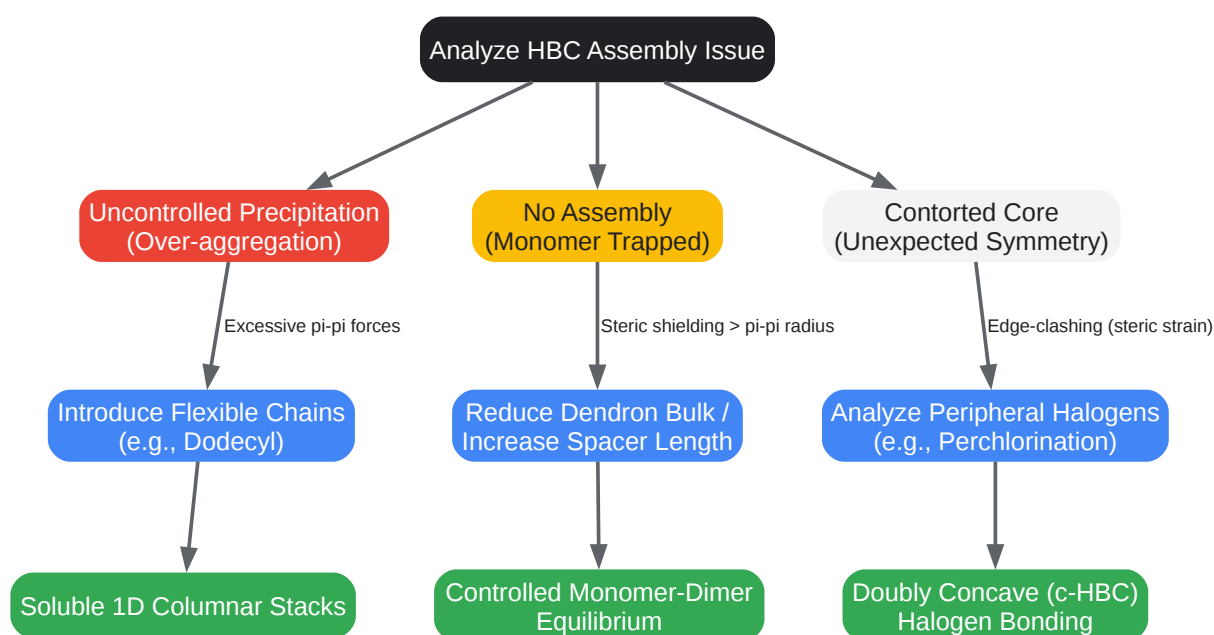 Analyze HBC Assembly Issue
Uncontrolled Precipitation
(Over-aggregation)
No Assembly
(Monomer Trapped)
Contorted Core
(Unexpected Symmetry)
Excessive pi-pi forces
Steric shielding > pi-pi radius
Edge-clashing (steric strain)
Introduce Flexible Chains
(e.g., Dodecyl)
Reduce Dendron Bulk /
Increase Spacer Length
Analyze Peripheral Halogens
(e.g., Perchlorination)
Soluble 1D Columnar Stacks
Controlled Monomer-Dimer
Equilibrium
Doubly Concave (c-HBC)
Halogen Bonding